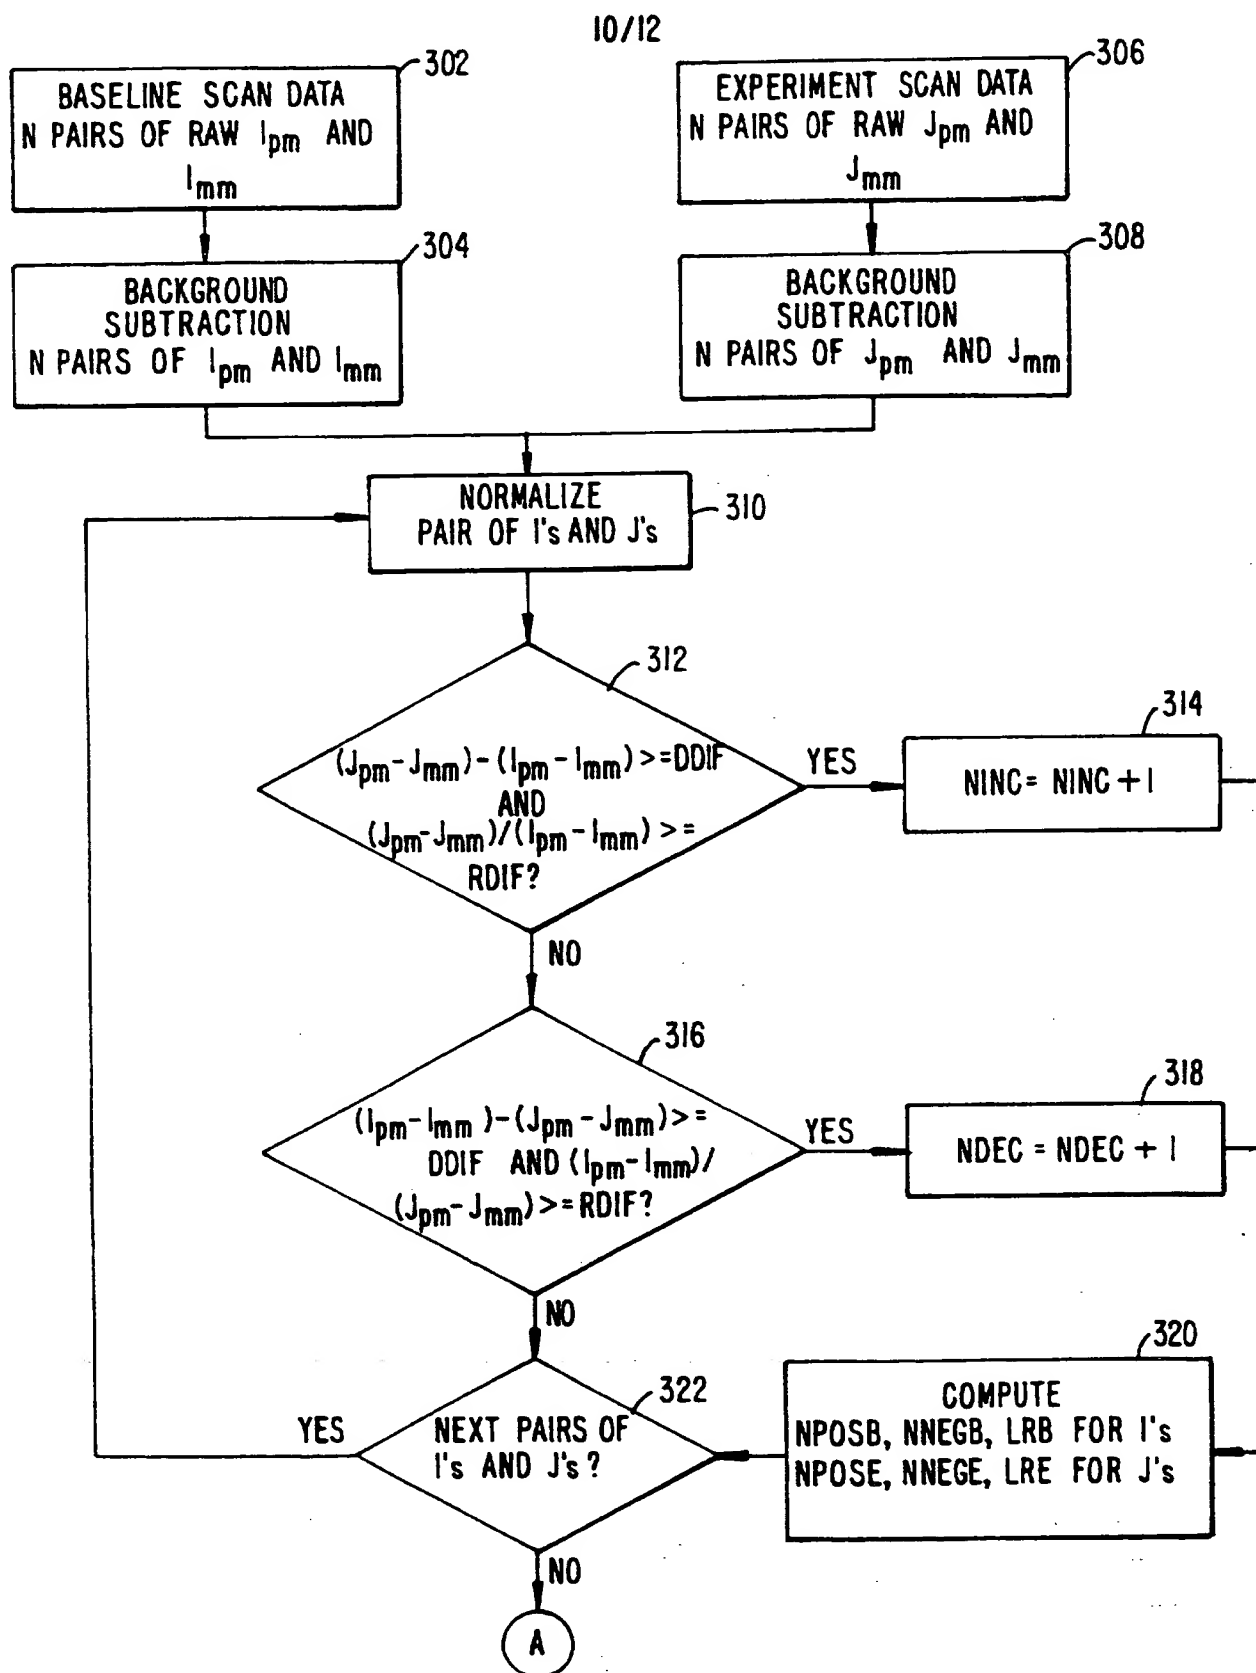 10/12
302
BASELINE SCAN DATA
N PAIRS OF RAW Ipm AND
Imm
306
EXPERIMENT SCAN DATA
N PAIRS OF RAW Jpm AND
Jmm
304
BACKGROUND
SUBTRACTION
N PAIRS OF Ipm AND Imm
308
BACKGROUND
SUBTRACTION
N PAIRS OF Jpm AND Jmm
NORMALIZE
PAIR OF I's AND J's
310
312
(Jpm-Jmm)-(Ipm-Imm)>=DDIF
AND
(Jpm-Jmm)/(Ipm-Imm)>=
RDIF?
YES
314
NINC=NINC+1
NO
316
(Ipm-Imm)-(Jpm-Jmm)>=
DDIF AND (Ipm-Imm)/
(Jpm-Jmm)>=RDIF?
YES
318
NDEC=NDEC+1
NO
320
COMPUTE
NPOSB, NNEGB, LRB FOR I's
NPOSE, NNEGE, LRE FOR J's
322
NEXT PAIRS OF
I's AND J's?
YES
NO
A